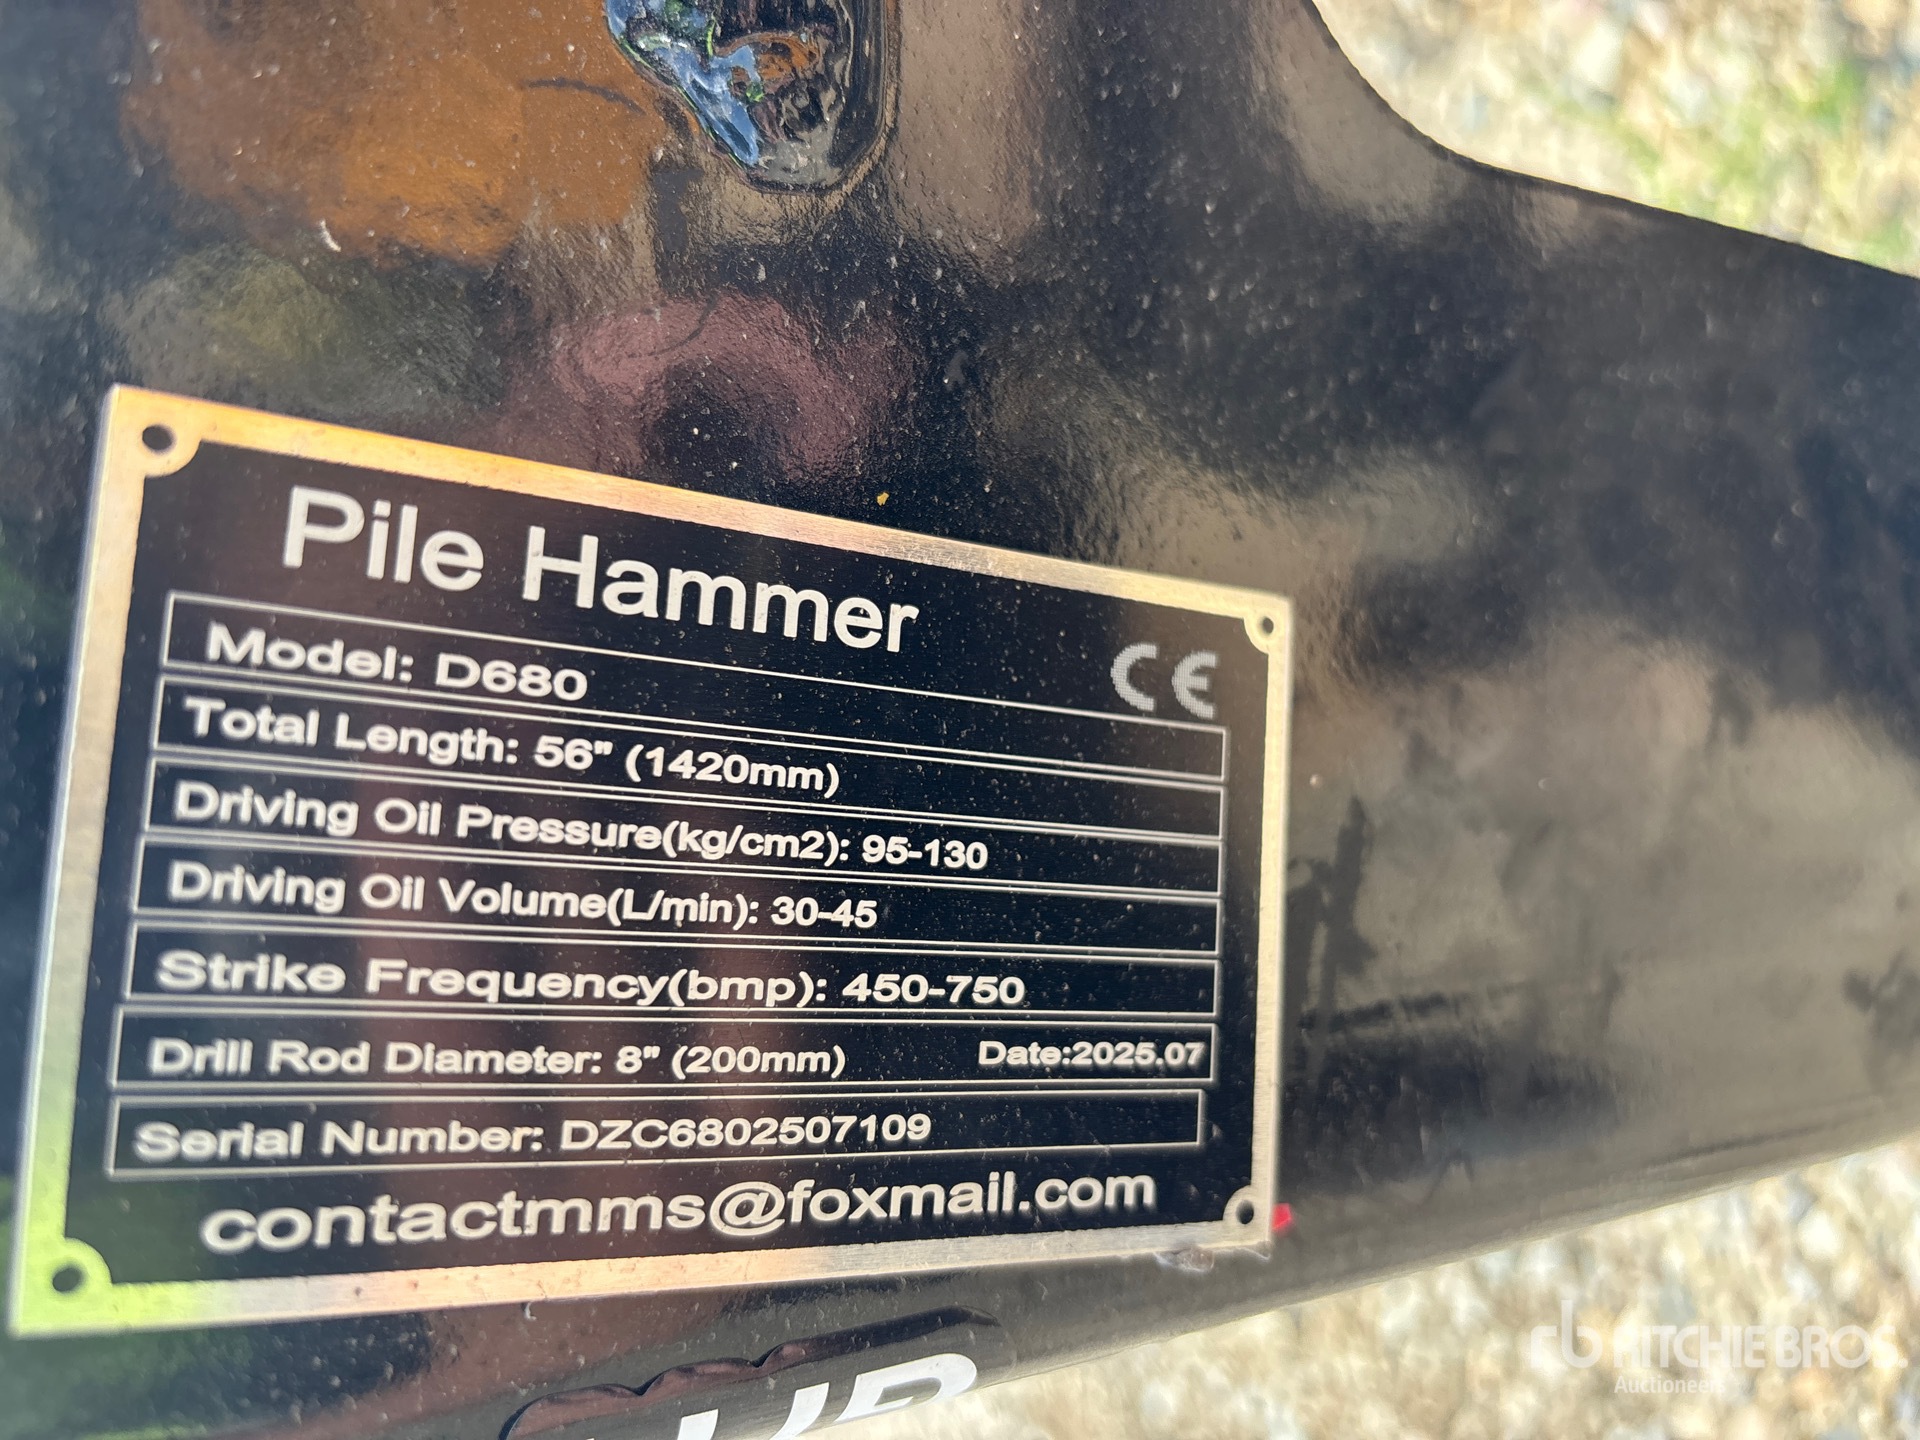 Pile Hammer
CE
Model: D680
Total Length: 56" (1420mm)
Driving Oil Pressure(kg/cm2): 95-130
Driving Oil Volume(L/min): 30-45
Strike Frequency(bmp): 450-750
Drill Rod Diameter: 8" (200mm) Date:2025.07
Serial Number: DZC6802507109
contactmms@foxmail.com
rb RITCHIE BROS.
Auctioneers